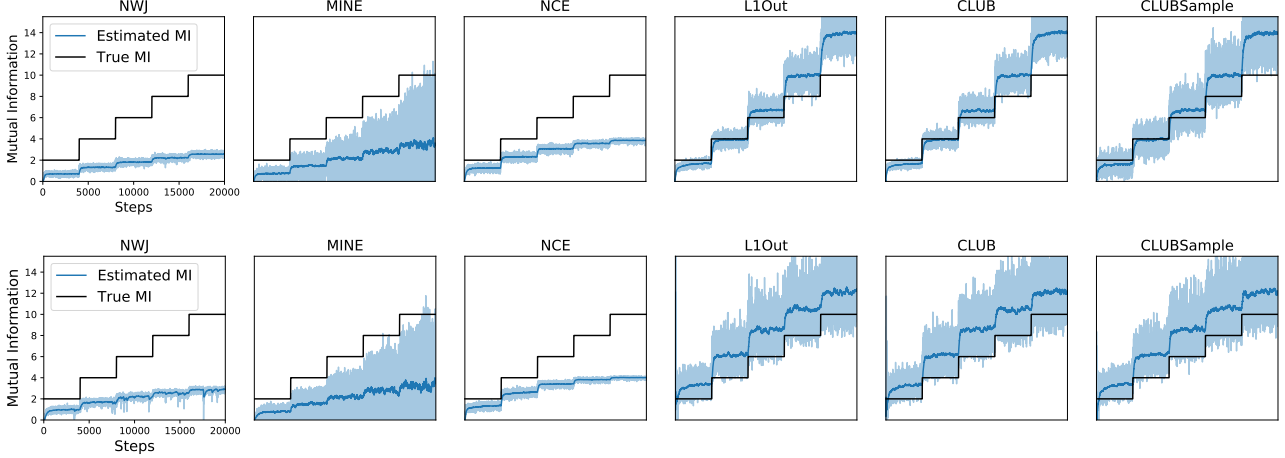 NWJ MINE NCE L1Out CLUB CLUBSample
Mutual Information
14
12
10
8
6
4
2
0
Estimated MI
True MI
0 5000 10000 15000 20000
Steps
NWJ MINE NCE L1Out CLUB CLUBSample
Mutual Information
14
12
10
8
6
4
2
0
Estimated MI
True MI
0 5000 10000 15000 20000
Steps